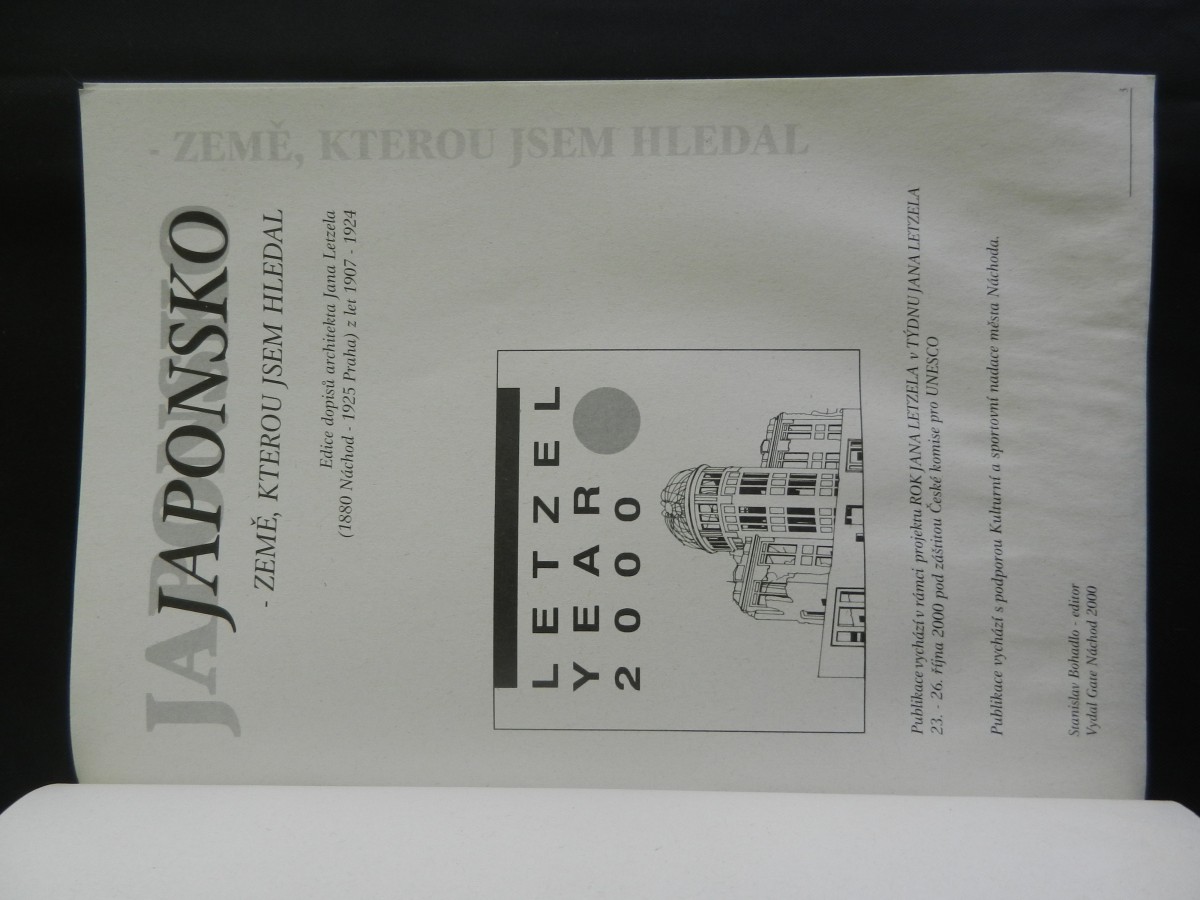 JAPONSKO
- ZEMĚ, KTEROU JSEM HLEDAL
JAPONSKO
- ZEMĚ, KTEROU JSEM HLEDAL
Edice dopisů architekta Jana Letzela
(1880 Náchod - 1925 Praha) z let 1907 - 1924
LETZEL
YEAR
2000
Publikace vychází v rámci projektu ROK JANA LETZELA v TÝDNU JANA LETZELA
23. - 26. října 2000 pod záštitou České komise pro UNESCO
Publikace vychází s podporou Kulturní a sportovní nadace města Náchoda.
Stanislav Bohadlo - editor
Vydal Gate Náchod 2000
3